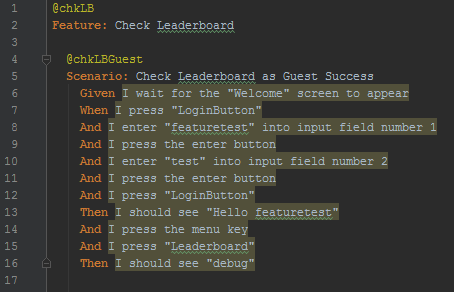 1 @chkLB
2 Feature: Check Leaderboard
3
4 @chkLBGuest
5 Scenario: Check Leaderboard as Guest Success
6 Given I wait for the "Welcome" screen to appear
7 When I press "LoginButton"
8 And I enter "featuretest" into input field number 1
9 And I press the enter button
10 And I enter "test" into input field number 2
11 And I press the enter button
12 And I press "LoginButton"
13 Then I should see "Hello featuretest"
14 And I press the menu key
15 And I press "Leaderboard"
16 Then I should see "debug"
17